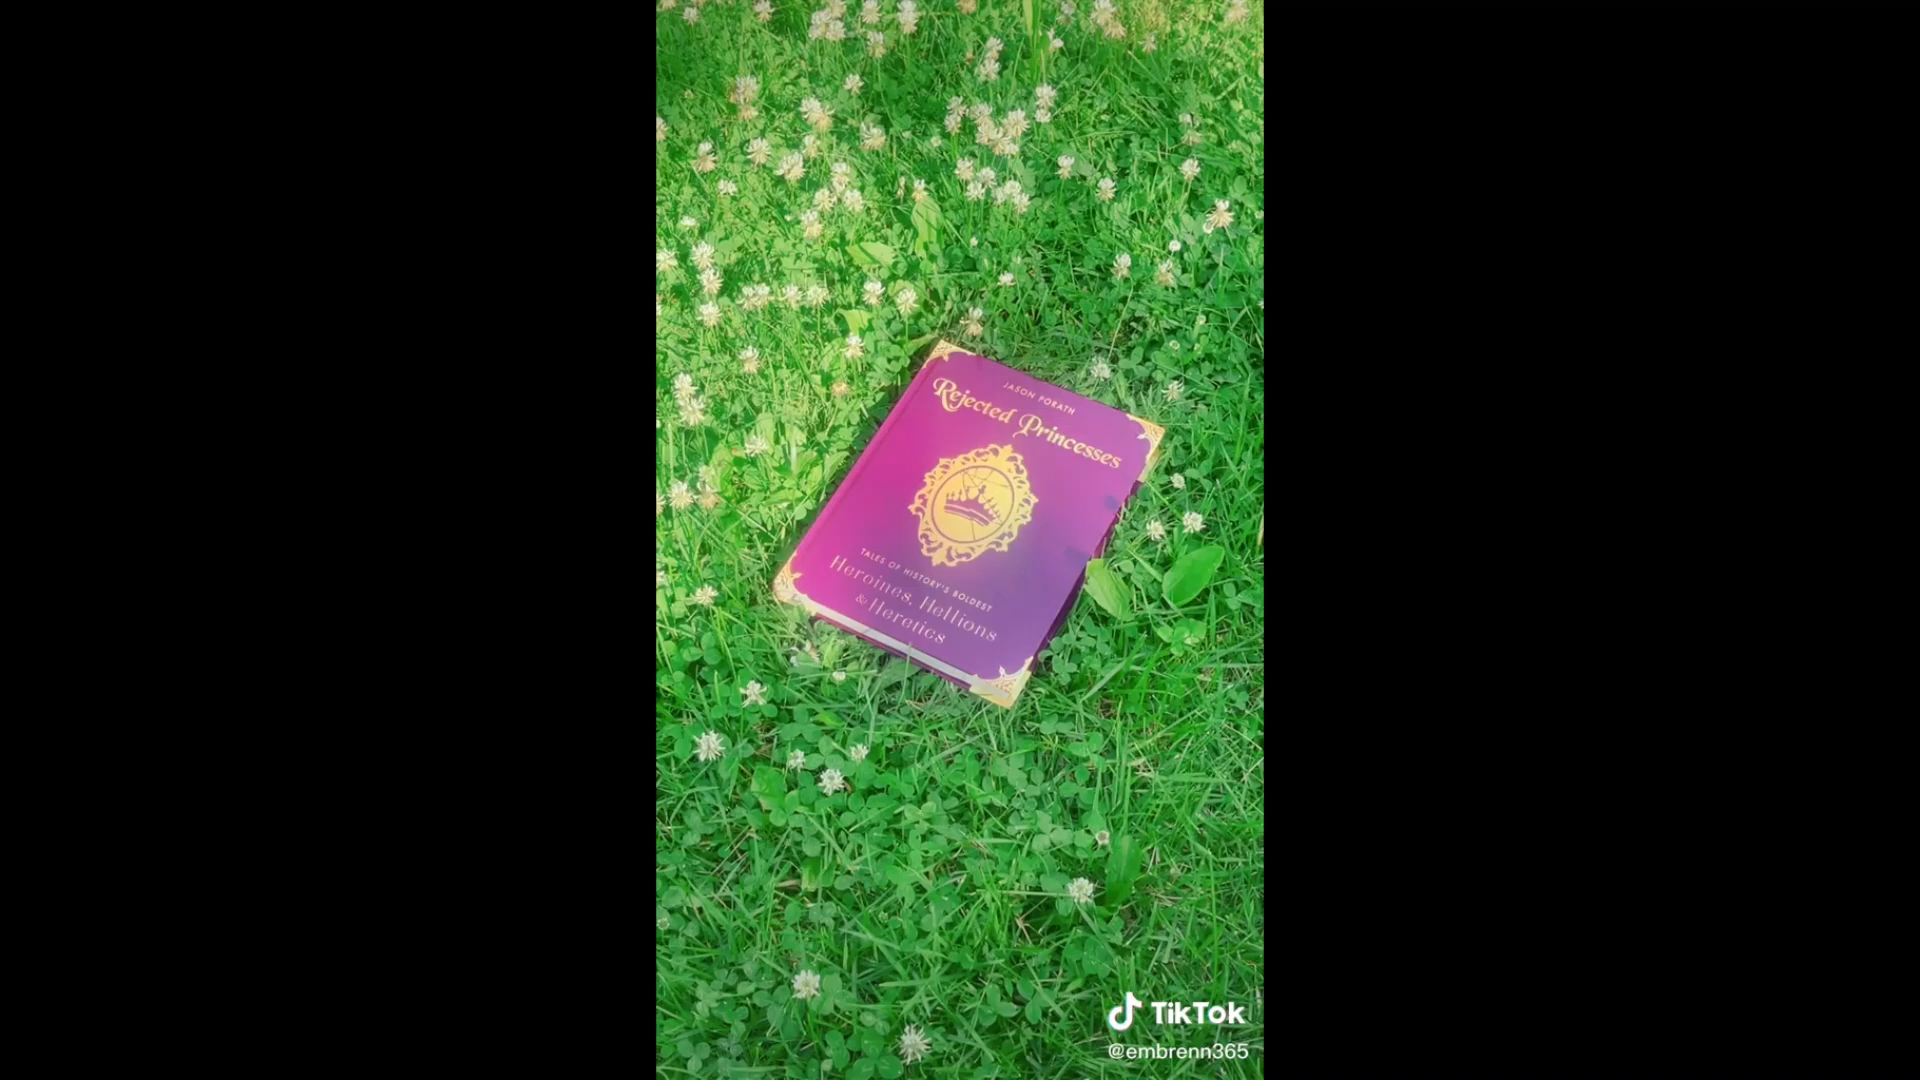 JASON PORATH
Rejected Princesses
TALES OF HISTORY'S BOLDEST
Heroines, Hellions
& Heretics
TikTok
@embrenn365